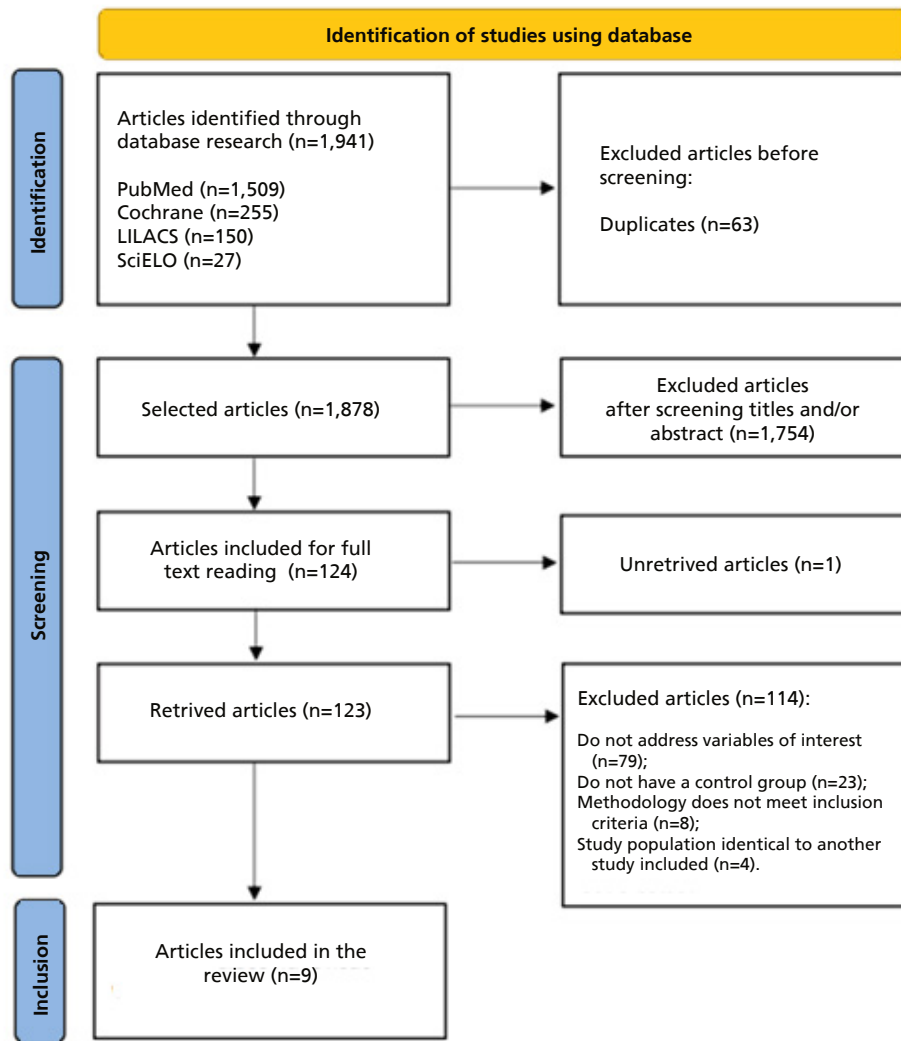 Identification of studies using database
Identification
Articles identified through
database research (n=1,941)
PubMed (n=1,509)
Cochrane (n=255)
LILACS (n=150)
SciELO (n=27)
Excluded articles before
screening:
Duplicates (n=63)
Screening
Selected articles (n=1,878)
Excluded articles
after screening titles and/or
abstract (n=1,754)
Articles included for full
text reading (n=124)
Unretrived articles (n=1)
Retrived articles (n=123)
Excluded articles (n=114):
Do not address variables of interest
(n=79);
Do not have a control group (n=23);
Methodology does not meet inclusion
criteria (n=8);
Study population identical to another
study included (n=4).
Inclusion
Articles included in the
review (n=9)